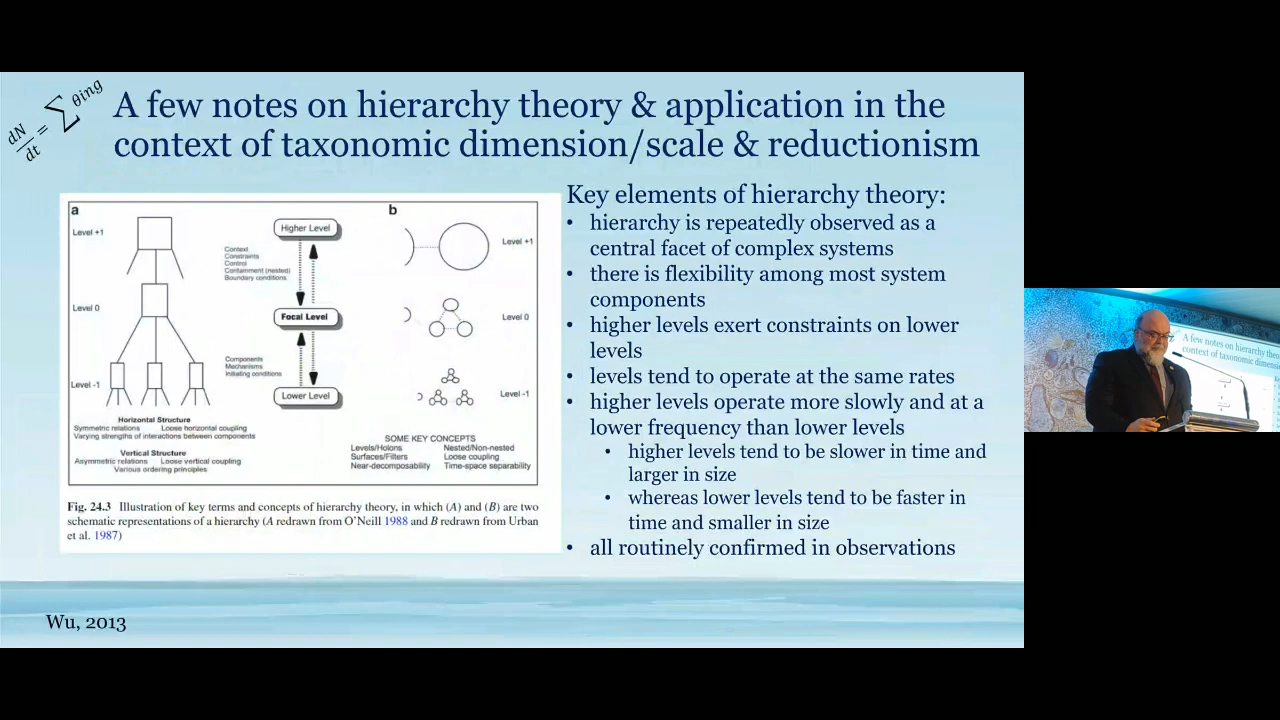 dN/dt = ∑ θing
A few notes on hierarchy theory & application in the
context of taxonomic dimension/scale & reductionism
a
Level +1
Level 0
Level -1
Higher Level
Context
Constraints
Control
Containment (nested)
Boundary conditions
Focal Level
Components
Mechanisms
Initiating conditions
Lower Level
Horizontal Structure
Symmetric relations Loose horizontal coupling
Varying strengths of interactions between components
Vertical Structure
Asymmetric relations Loose vertical coupling
Various ordering principles
b
Level +1
Level 0
Level -1
SOME KEY CONCEPTS
Levels/Holons Nested/Non-nested
Surfaces/Filters Loose coupling
Near-decomposability Time-space separability
Fig. 24.3 Illustration of key terms and concepts of hierarchy theory, in which (A) and (B) are two
schematic representations of a hierarchy (A redrawn from O'Neill 1988 and B redrawn from Urban
et al. 1987)
Key elements of hierarchy theory:
• hierarchy is repeatedly observed as a
central facet of complex systems
• there is flexibility among most system
components
• higher levels exert constraints on lower
levels
• levels tend to operate at the same rates
• higher levels operate more slowly and at a
lower frequency than lower levels
• higher levels tend to be slower in time and
larger in size
• whereas lower levels tend to be faster in
time and smaller in size
• all routinely confirmed in observations
Wu, 2013
A few notes on hierarchy theo
context of taxonomic dimension